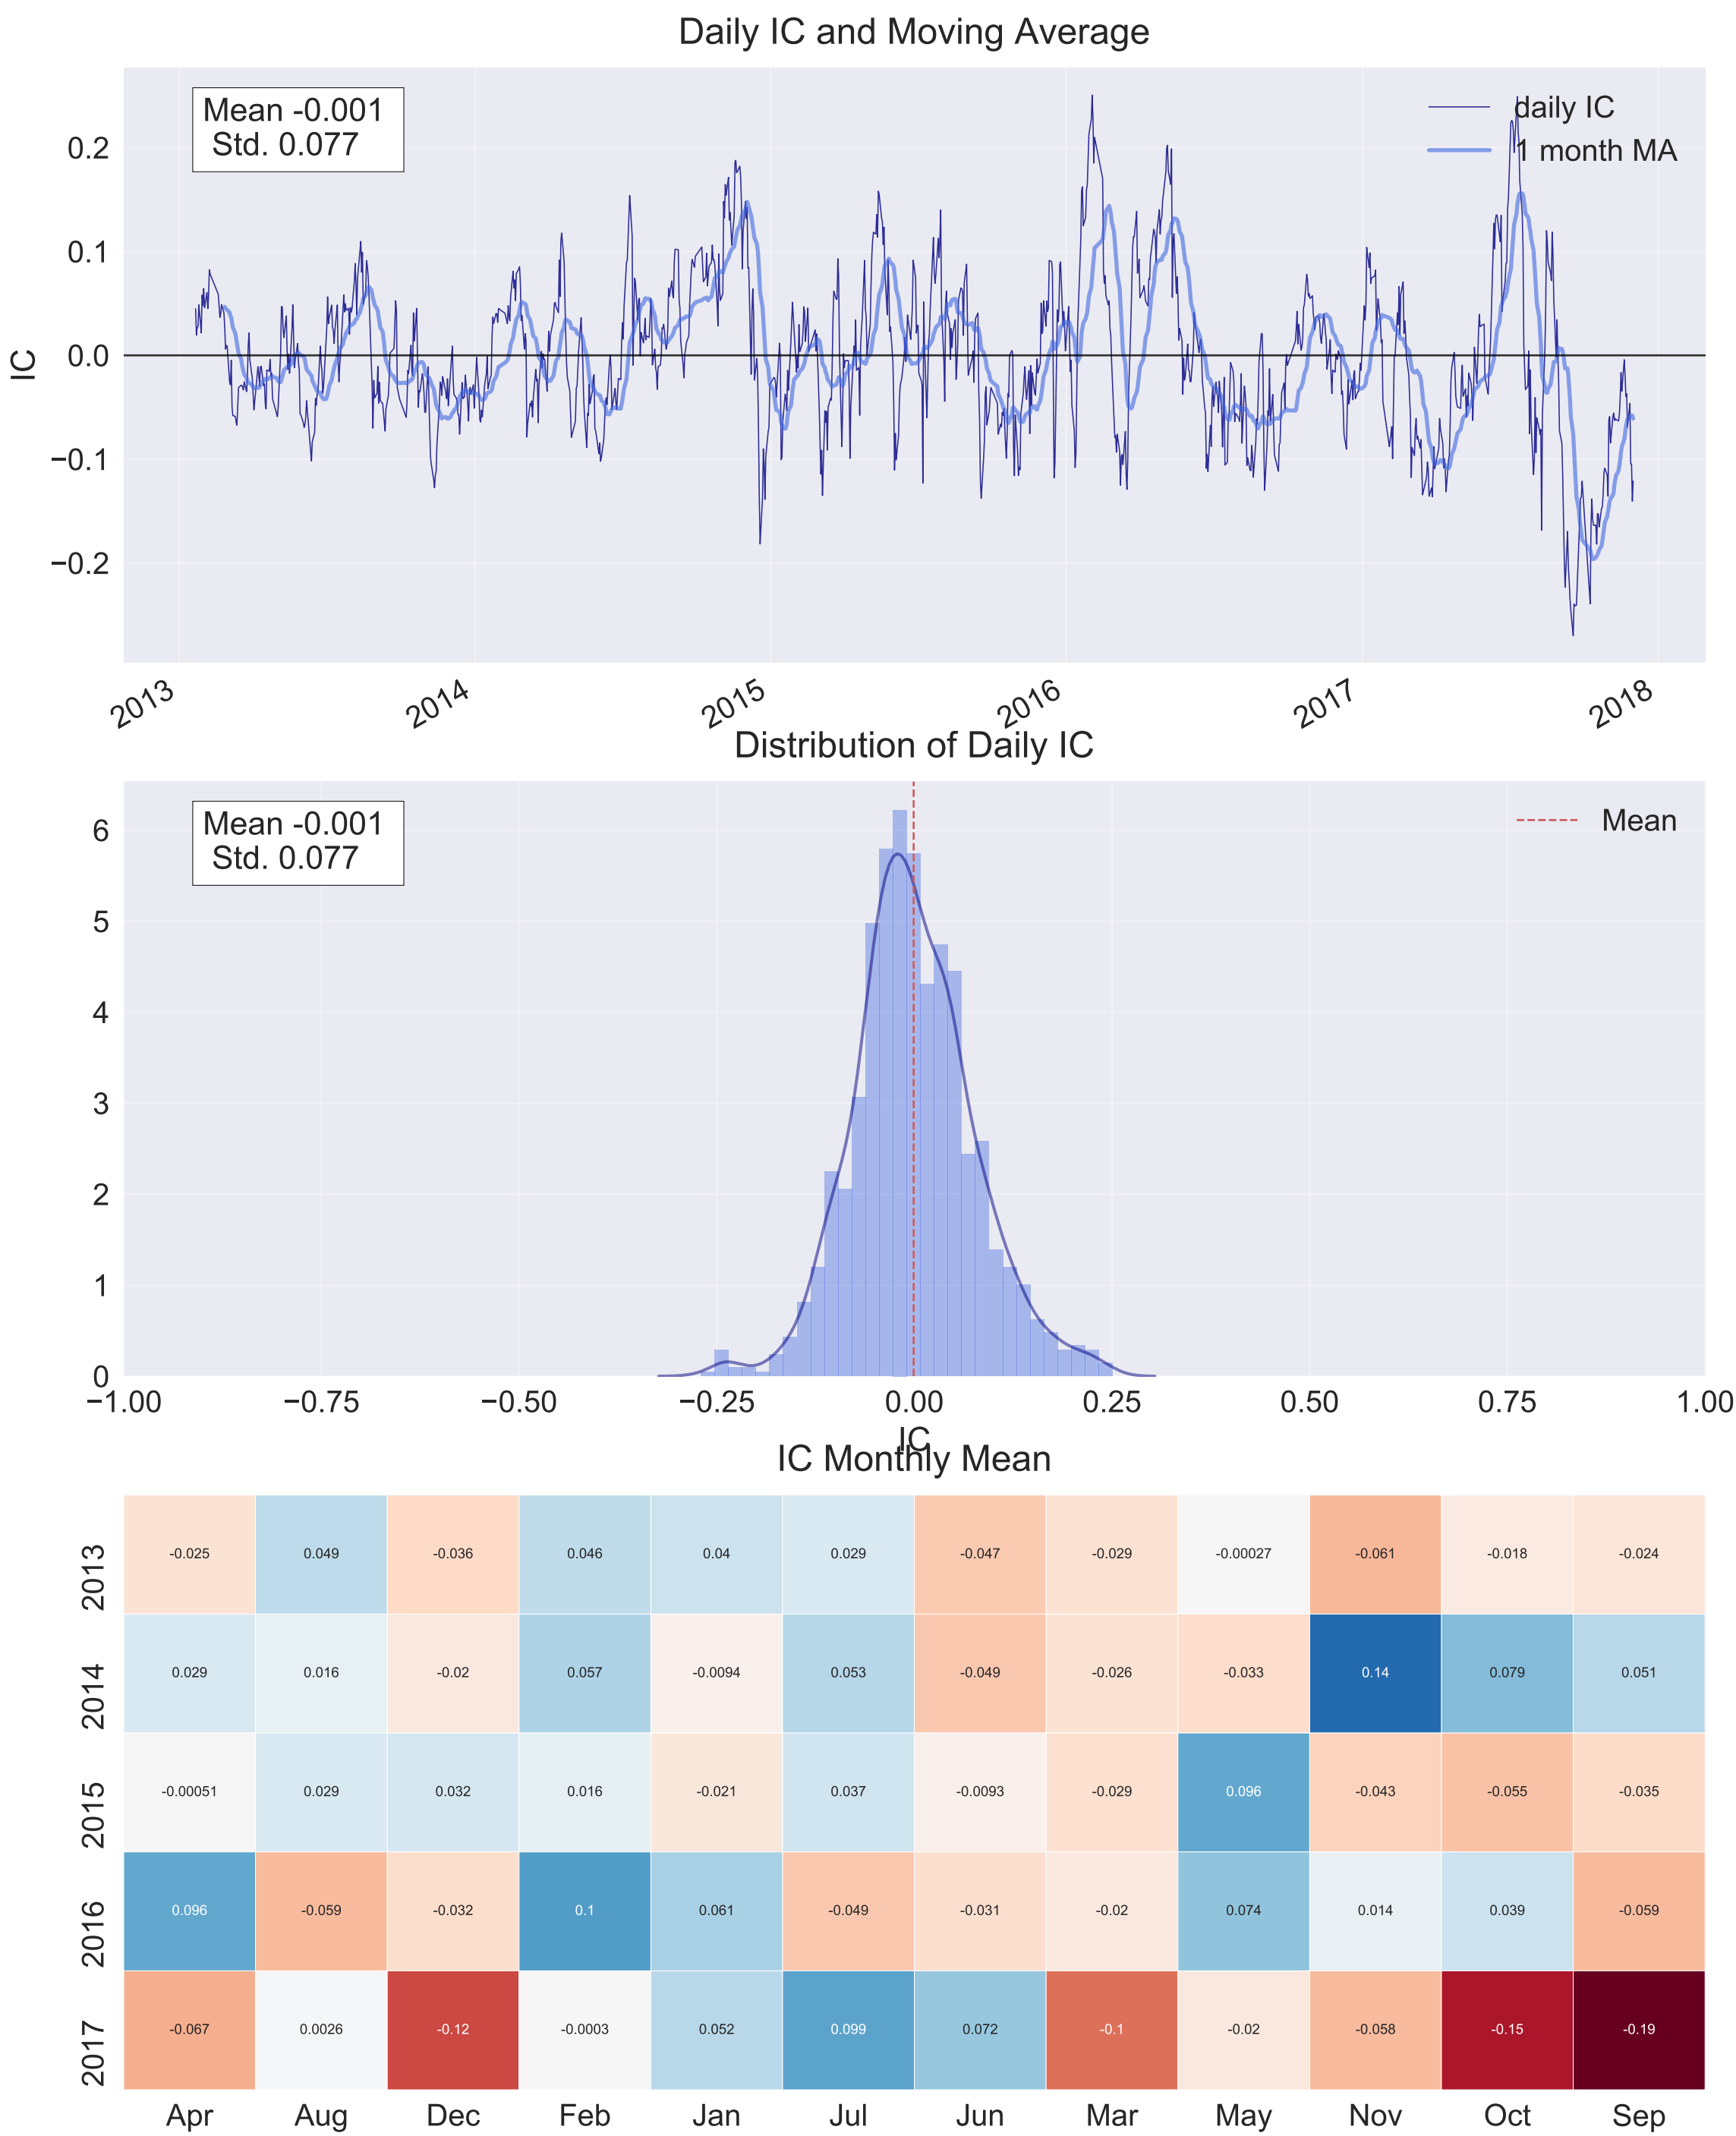 Daily IC and Moving Average
Mean -0.001
Std. 0.077
daily IC
1 month MA
0.2
0.1
0.0
−0.1
−0.2
IC
2013 2014 2015 2016 2017 2018
Distribution of Daily IC
Mean -0.001
Std. 0.077
Mean
6
5
4
3
2
1
0
−1.00 −0.75 −0.50 −0.25 0.00 0.25 0.50 0.75 1.00
IC
IC Monthly Mean
2013 -0.025 0.049 -0.036 0.046 0.04 0.029 -0.047 -0.029 -0.00027 -0.061 -0.018 -0.024
2014 0.029 0.016 -0.02 0.057 -0.0094 0.053 -0.049 -0.026 -0.033 0.14 0.079 0.051
2015 -0.00051 0.029 0.032 0.016 -0.021 0.037 -0.0093 -0.029 0.096 -0.043 -0.055 -0.035
2016 0.096 -0.059 -0.032 0.1 0.061 -0.049 -0.031 -0.02 0.074 0.014 0.039 -0.059
2017 -0.067 0.0026 -0.12 -0.0003 0.052 0.099 0.072 -0.1 -0.02 -0.058 -0.15 -0.19
Apr Aug Dec Feb Jan Jul Jun Mar May Nov Oct Sep